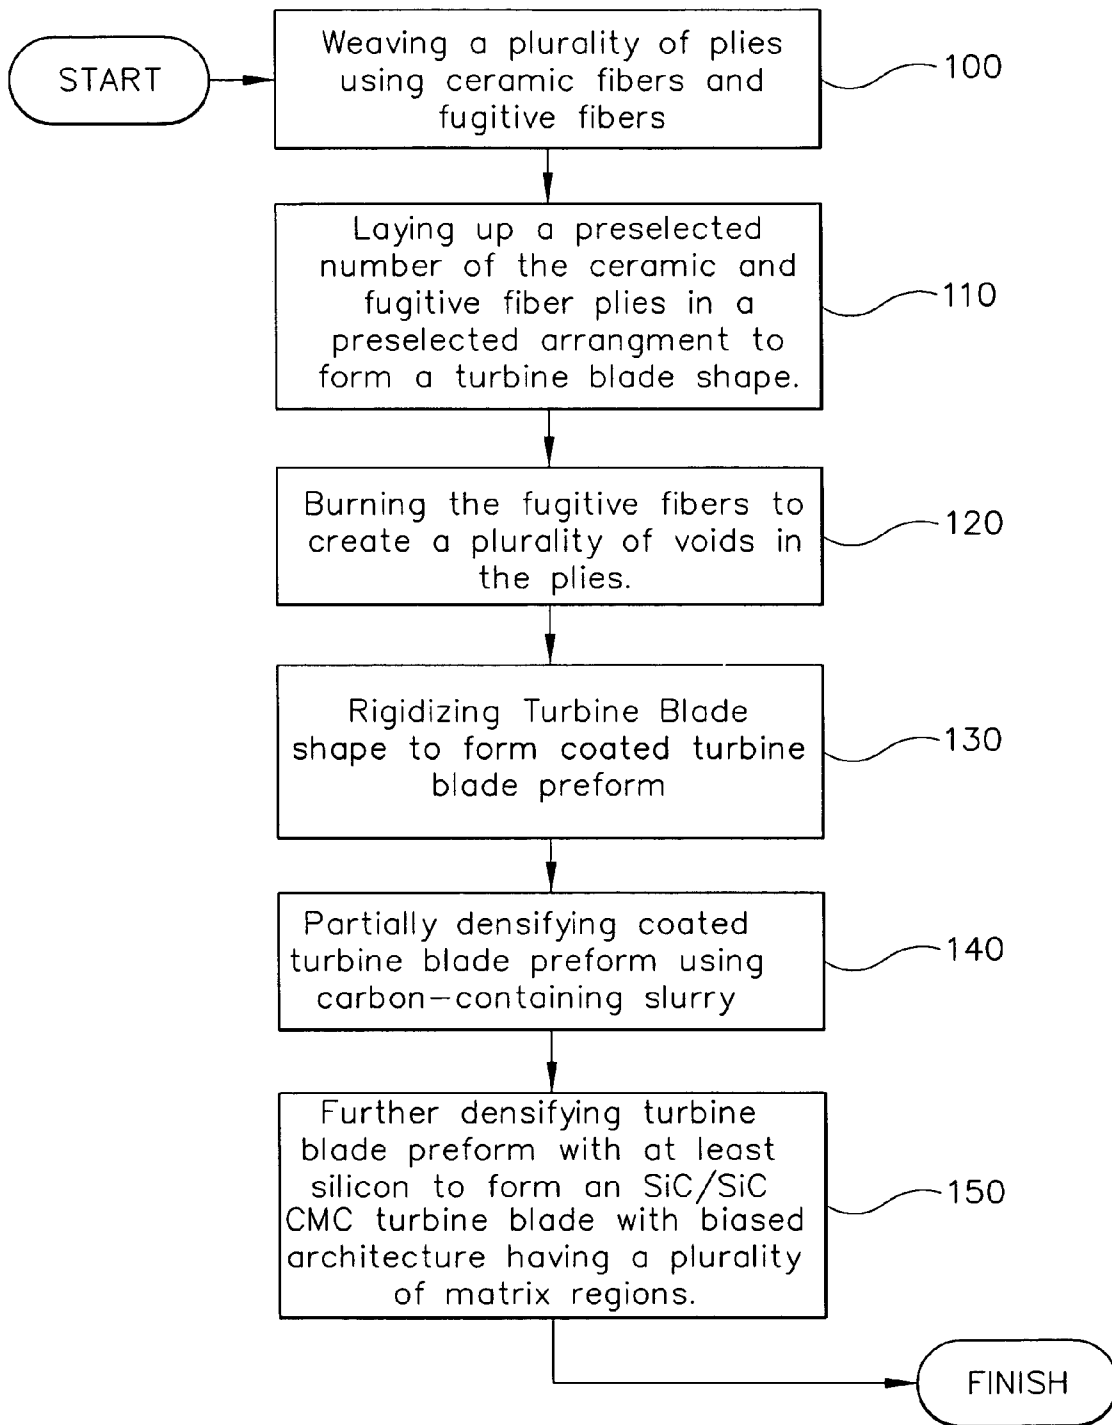 START
Weaving a plurality of plies
using ceramic fibers and
fugitive fibers
100
Laying up a preselected
number of the ceramic and
fugitive fiber plies in a
preselected arrangment to
form a turbine blade shape.
110
Burning the fugitive fibers to
create a plurality of voids in
the plies.
120
Rigidizing Turbine Blade
shape to form coated turbine
blade preform
130
Partially densifying coated
turbine blade preform using
carbon-containing slurry
140
Further densifying turbine
blade preform with at least
silicon to form an SiC/SiC
CMC turbine blade with biased
architecture having a plurality
of matrix regions.
150
FINISH